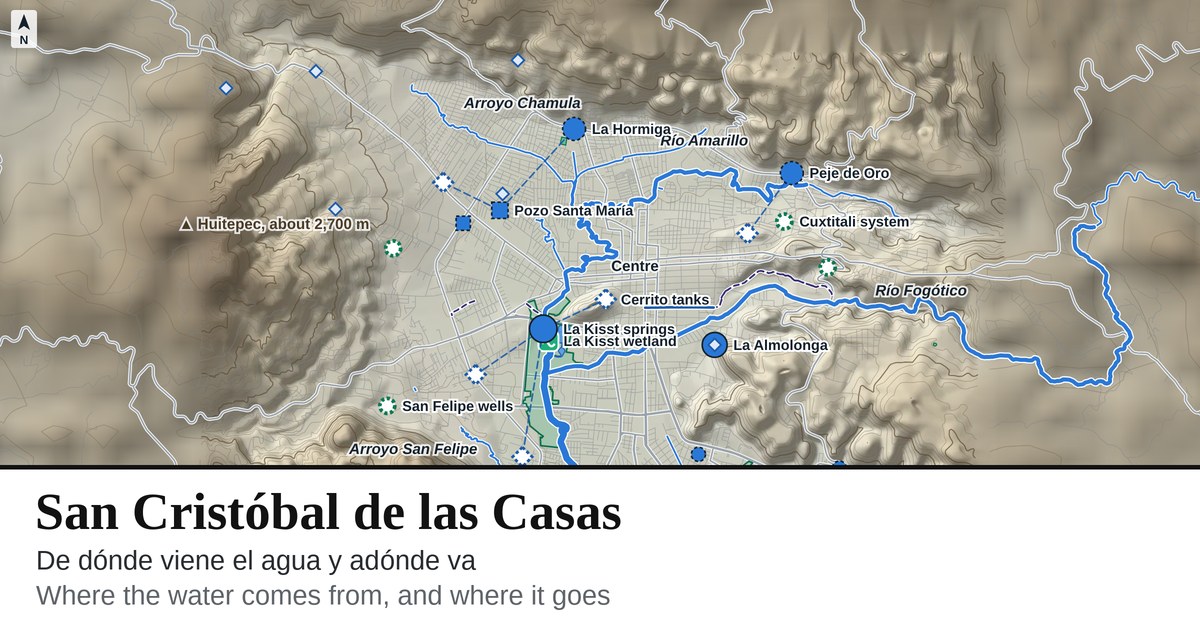 N
Arroyo Chamula
La Hormiga
Río Amarillo
Peje de Oro
Pozo Santa María
Huitepec, about 2,700 m
Cuxtitali system
Centre
Río Fogótico
Cerrito tanks
La Kisst springs
La Kisst wetland
La Almolonga
San Felipe wells
Arroyo San Felipe
San Cristóbal de las Casas
De dónde viene el agua y adónde va
Where the water comes from, and where it goes